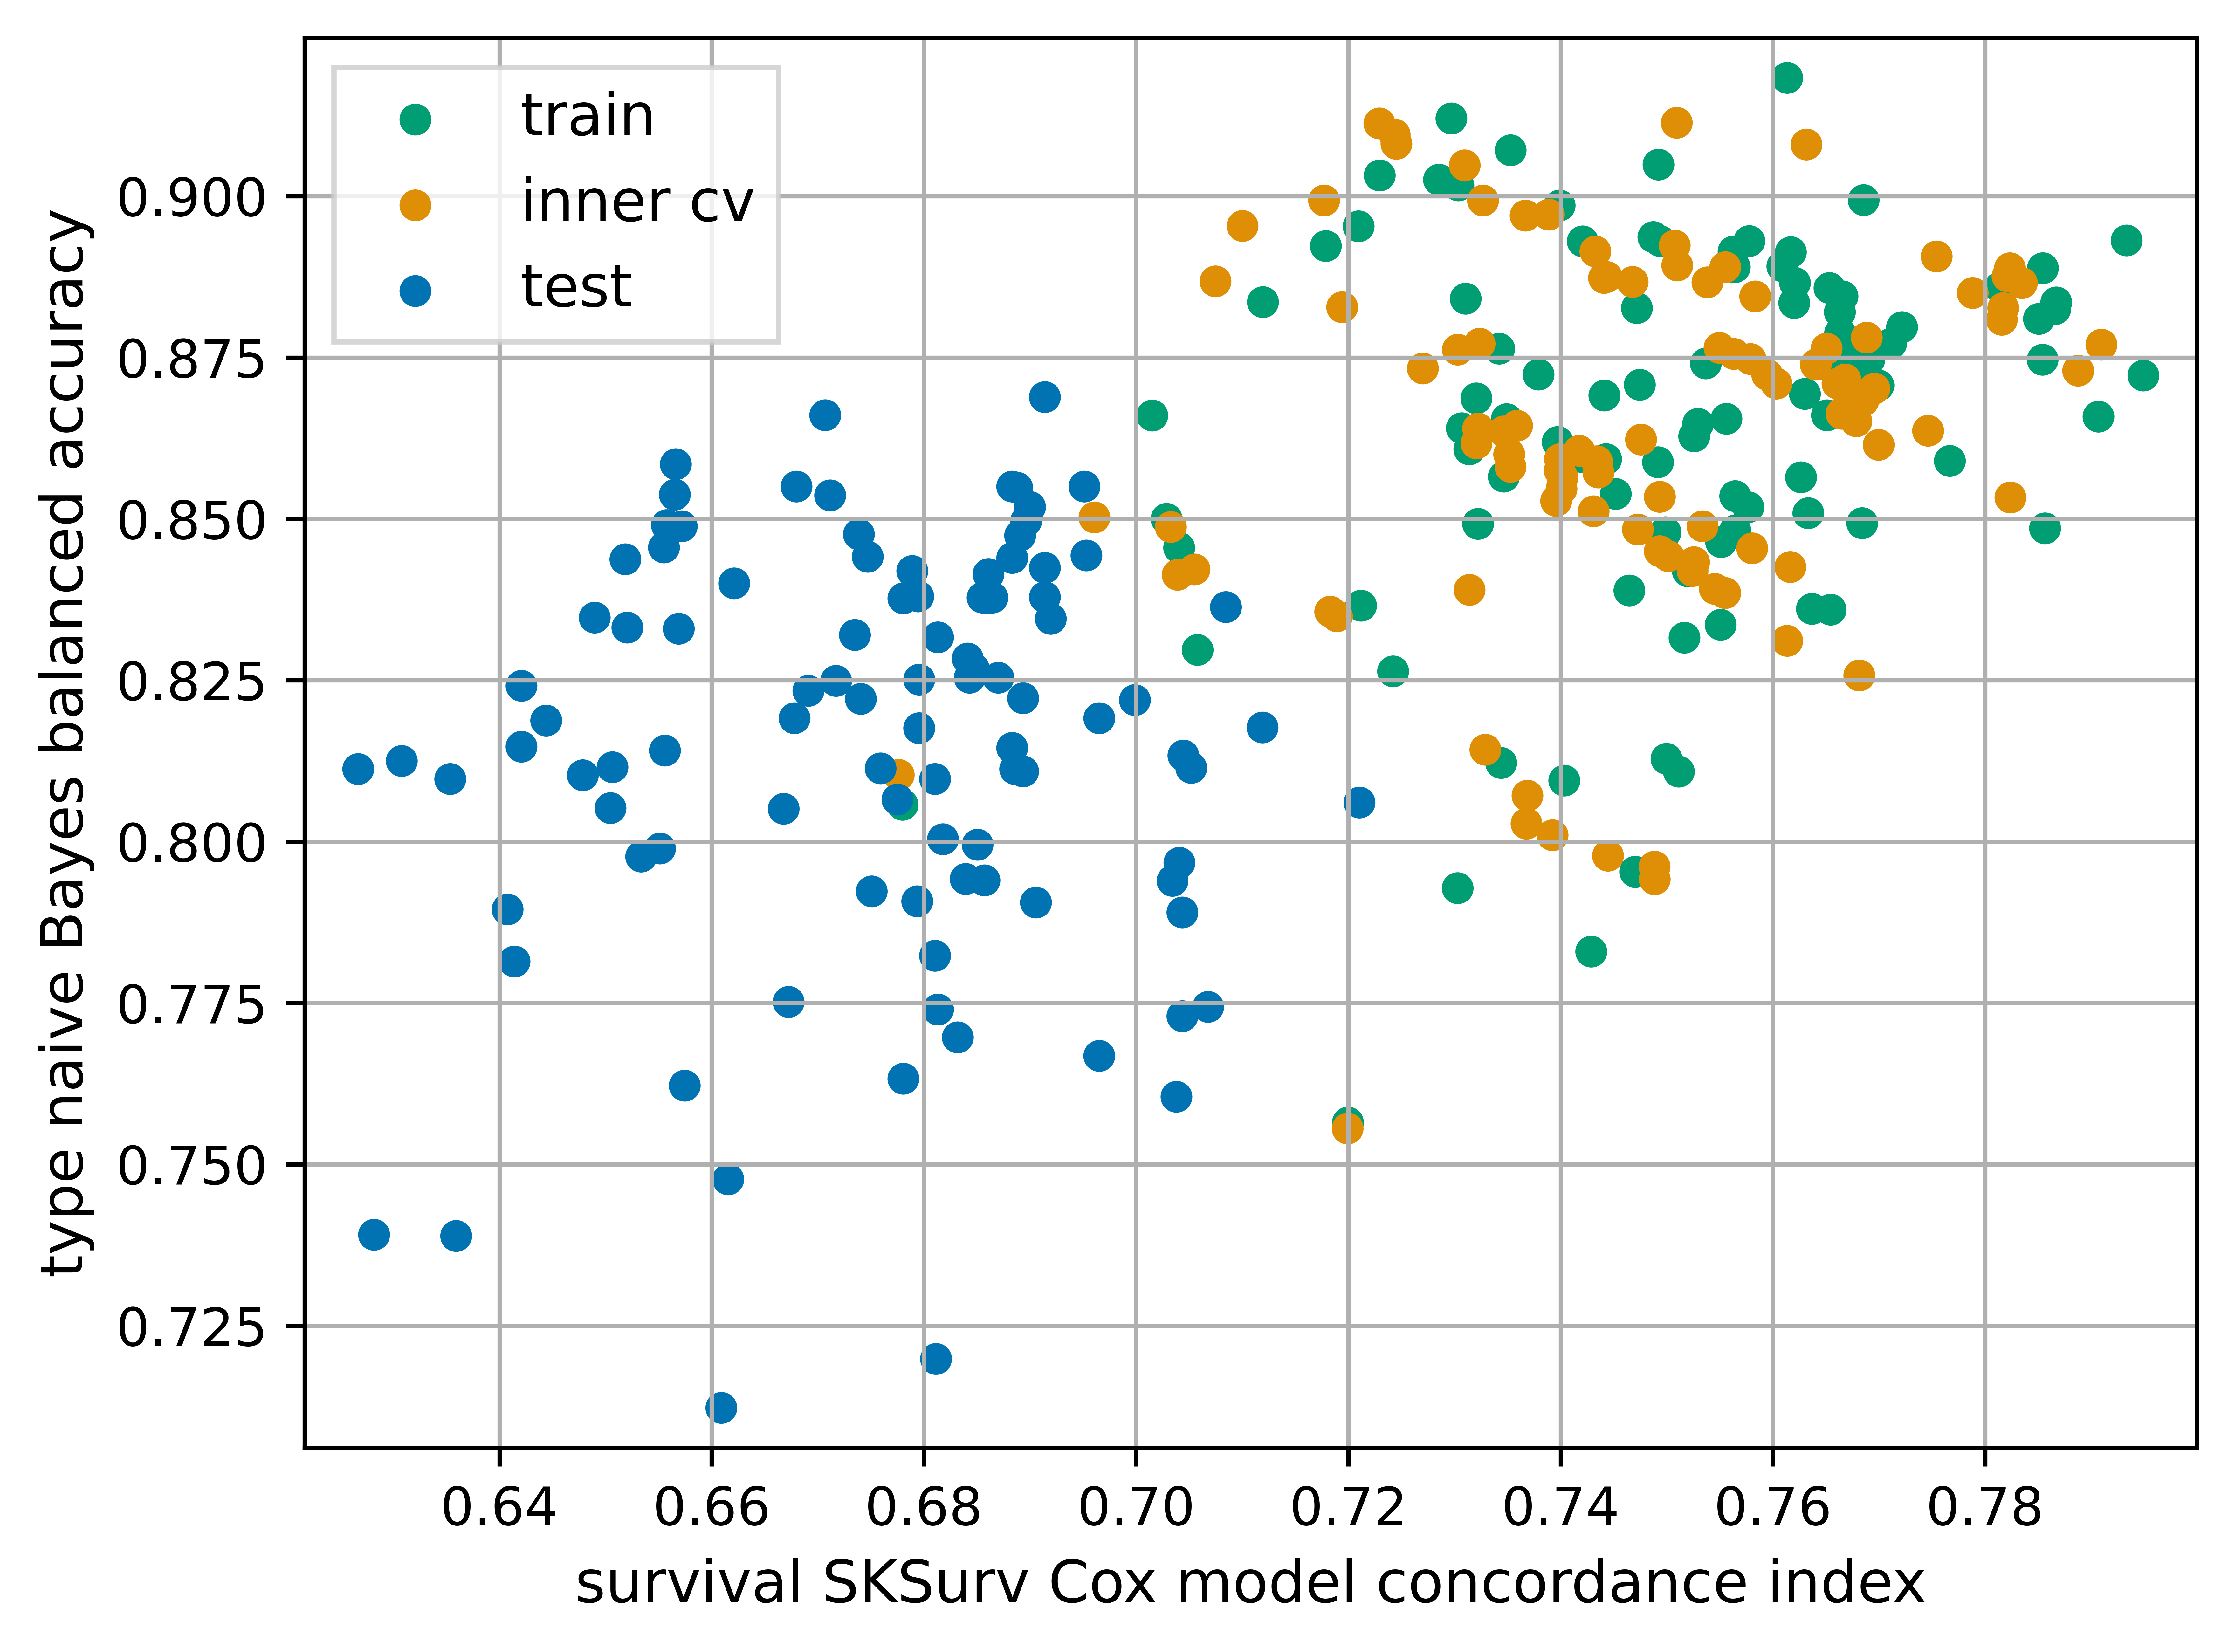 train
inner cv
test
0.900
0.875
0.850
0.825
0.800
0.775
0.750
0.725
type naive Bayes balanced accuracy
0.64 0.66 0.68 0.70 0.72 0.74 0.76 0.78
survival SKSurv Cox model concordance index